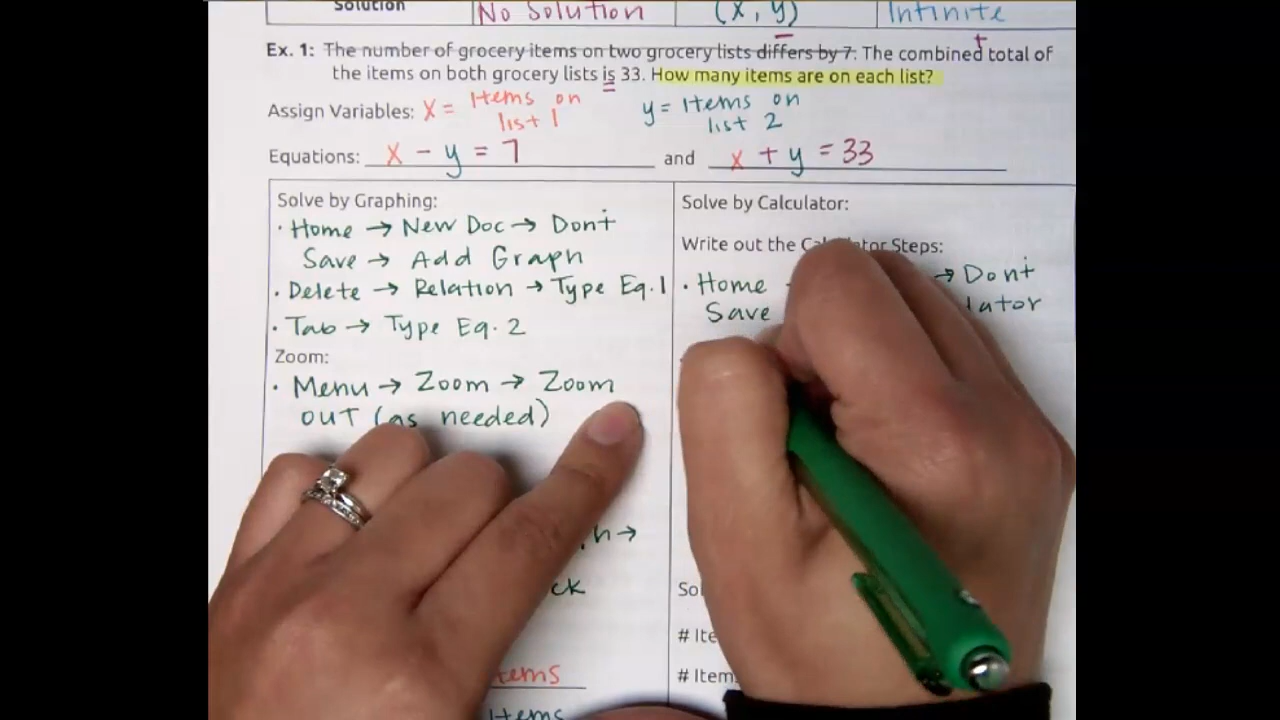 Solution
No Solution
(x, y)
Infinite
Ex. 1: The number of grocery items on two grocery lists differs by 7. The combined total of
the items on both grocery lists is 33. How many items are on each list?
Assign Variables: x = Items on list 1
y = Items on list 2
Equations: x - y = 7 and x + y = 33
Solve by Graphing:
· Home → New Doc → Don't
Save → Add Graph
· Delete → Relation → Type Eq. 1
· Tab → Type Eq. 2
Zoom:
· Menu → Zoom → Zoom
OUT (as needed)
Items
Solve by Calculator:
Write out the Calculator Steps:
· Home → Don't
Save
# Item